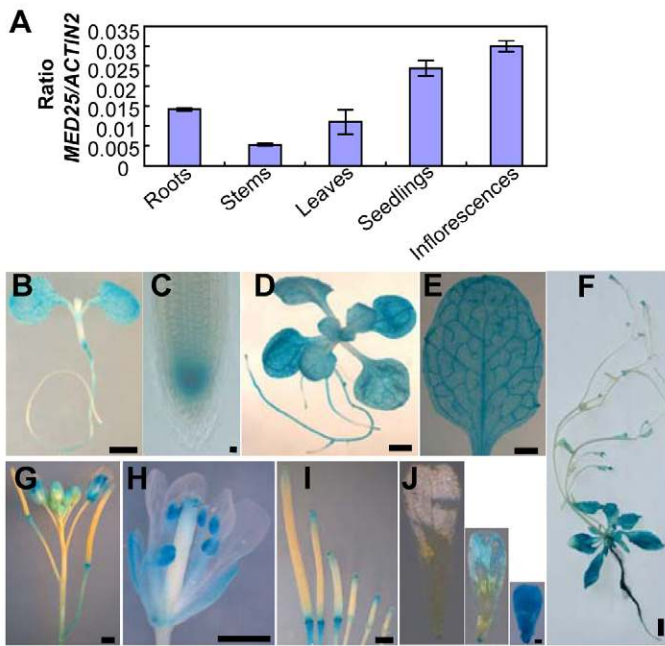 A
Ratio
MED25/ACTIN2
0.035
0.03
0.025
0.02
0.015
0.01
0.005
0
Roots
Stems
Leaves
Seedlings
Inflorescences
B
C
D
E
F
G
H
I
J